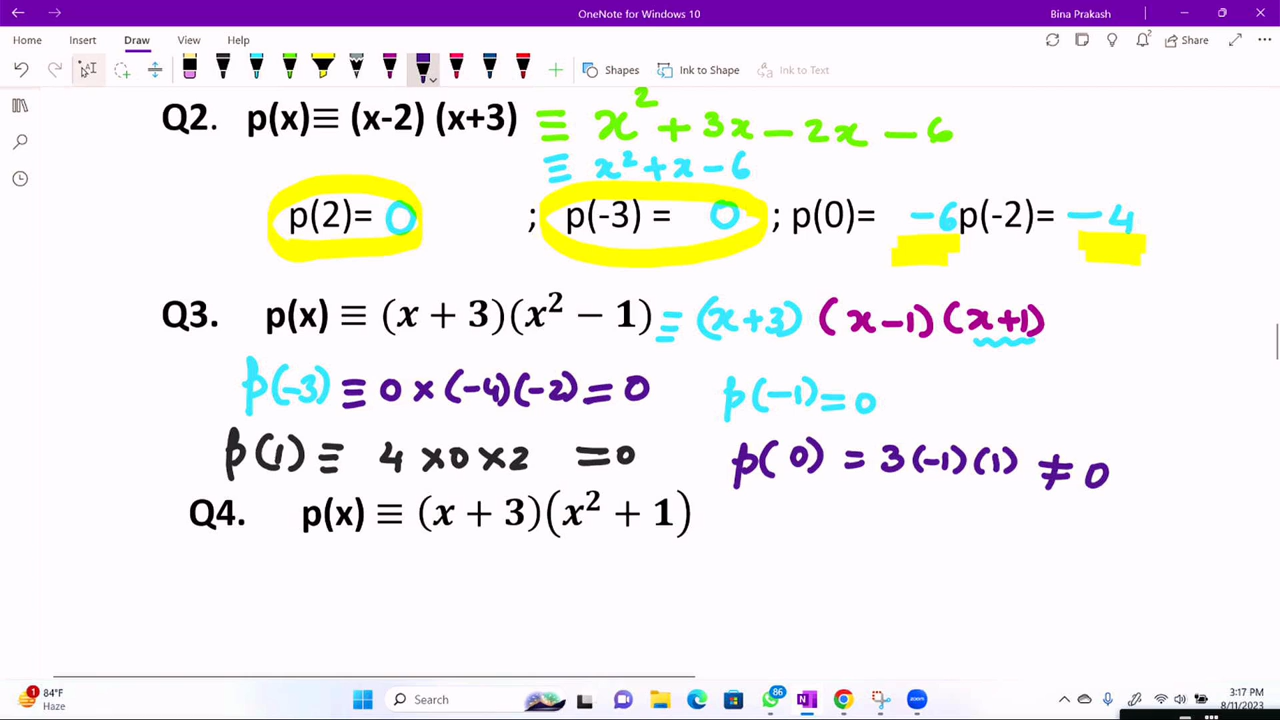 OneNote for Windows 10
Bina Prakash
Home Insert Draw View Help
Share
Shapes Ink to Shape Ink to Text
Q2. p(x)≡ (x-2) (x+3) ≡ x² + 3x - 2x - 6
≡ x² + x - 6
p(2)= 0 ; p(-3) = 0 ; p(0)= -6 p(-2)= -4
Q3. p(x) ≡ (x + 3)(x² − 1) ≡ (x+3) (x-1) (x+1)
p(-3) ≡ 0 × (-4)(-2) = 0 p(-1) = 0
p(1) ≡ 4 × 0 × 2 = 0 p(0) = 3(-1)(1) ≠ 0
Q4. p(x) ≡ (x + 3)(x² + 1)
1
84°F
Haze
Search
86
zoom
3:17 PM
8/11/2023